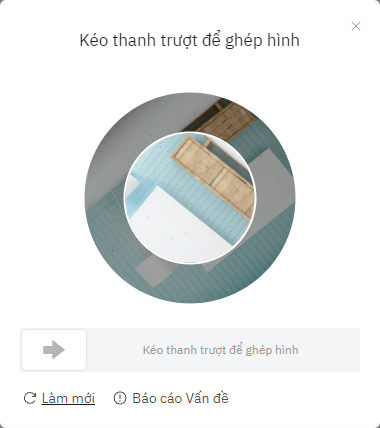 Kéo thanh trượt để ghép hình
Kéo thanh trượt để ghép hình
Làm mới
Báo cáo Vấn đề